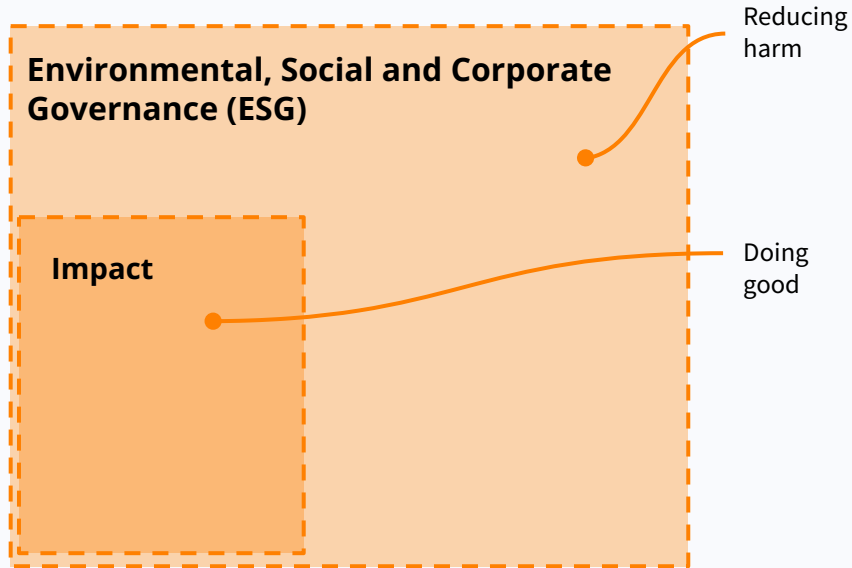 Reducing
harm
Environmental, Social and Corporate
Governance (ESG)
Impact
Doing
good